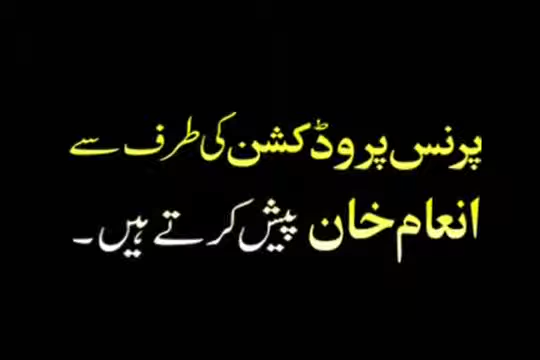 پرنس پروڈکشن کی طرف سے
انعام خان پیش کرتے ہیں۔